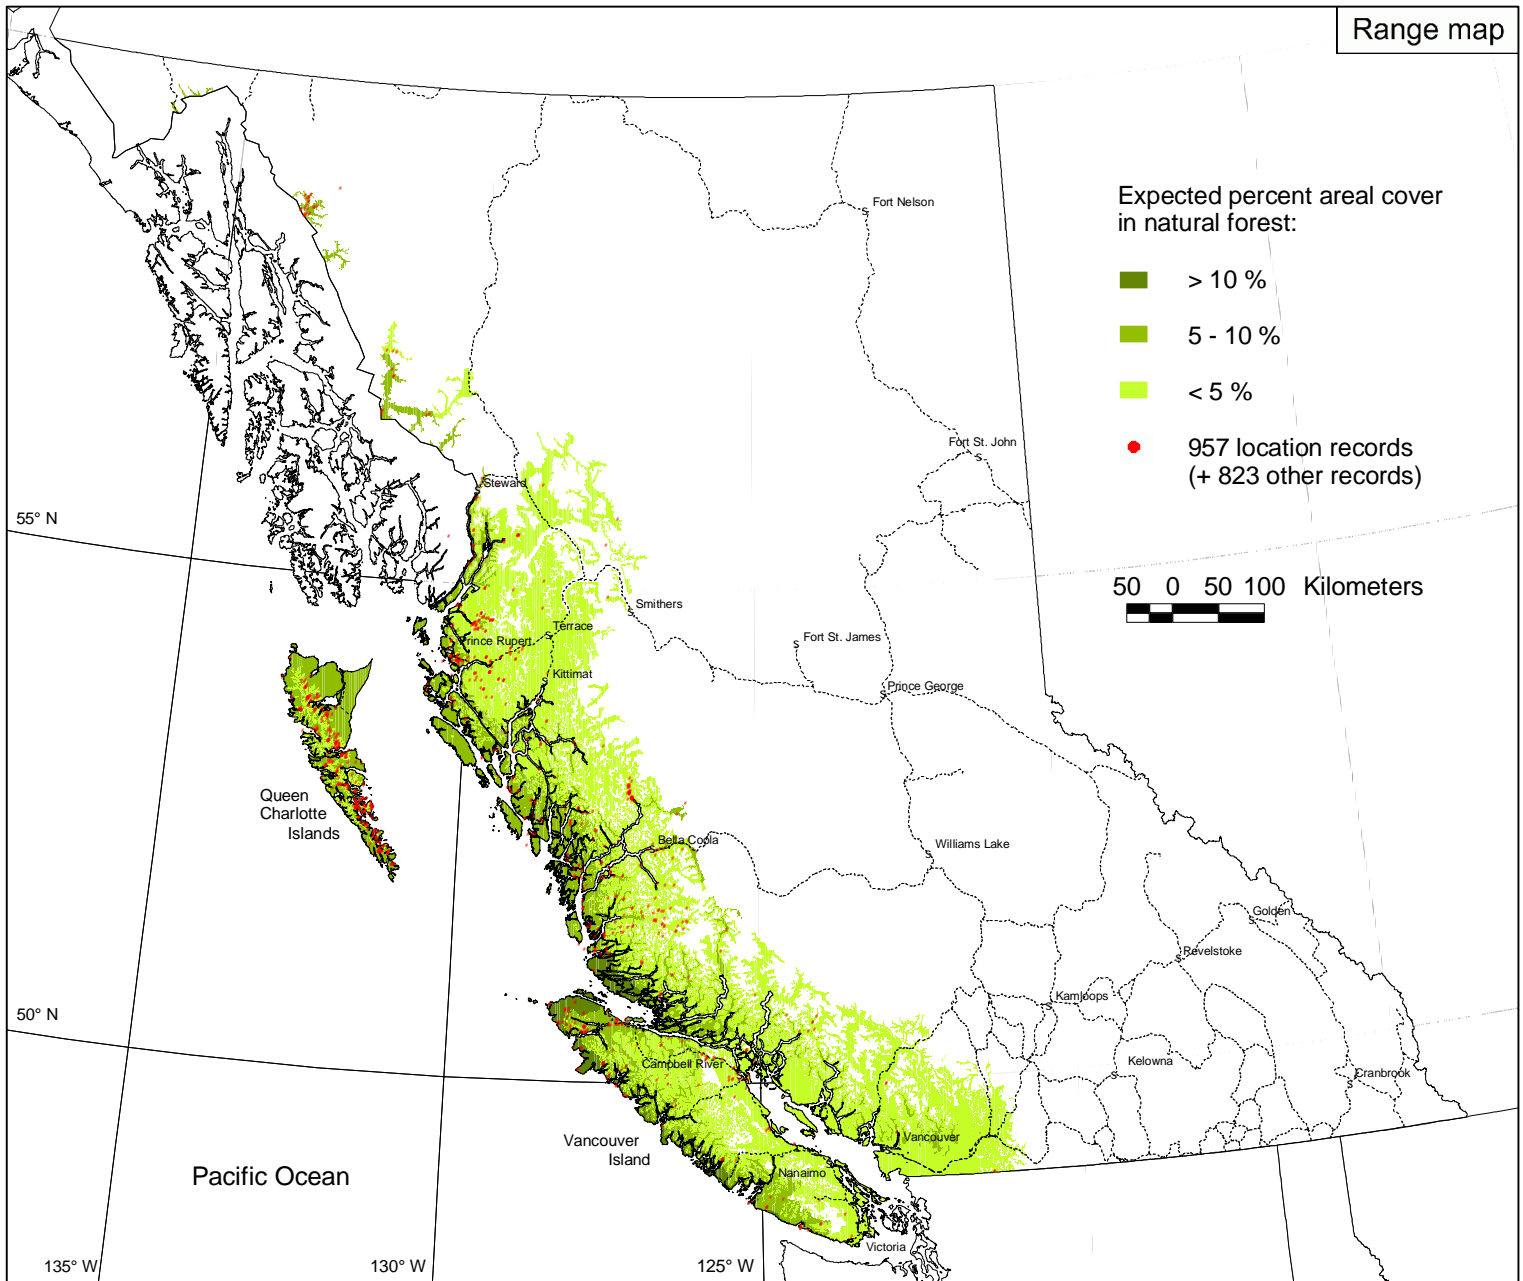 Range map
Expected percent areal cover
in natural forest:
> 10 %
5 - 10 %
< 5 %
957 location records
(+ 823 other records)
50 0 50 100 Kilometers
Fort Nelson
Fort St. John
Steward
55° N
Smithers
Terrace
Prince Rupert
Fort St. James
Kittimat
Prince George
Queen
Charlotte
Islands
Bella Coola
Williams Lake
Golden
Revelstoke
Kamloops
50° N
Campbell River
Kelowna
Cranbrook
Vancouver
Vancouver
Island
Nanaimo
Pacific Ocean
Victoria
135° W
130° W
125° W